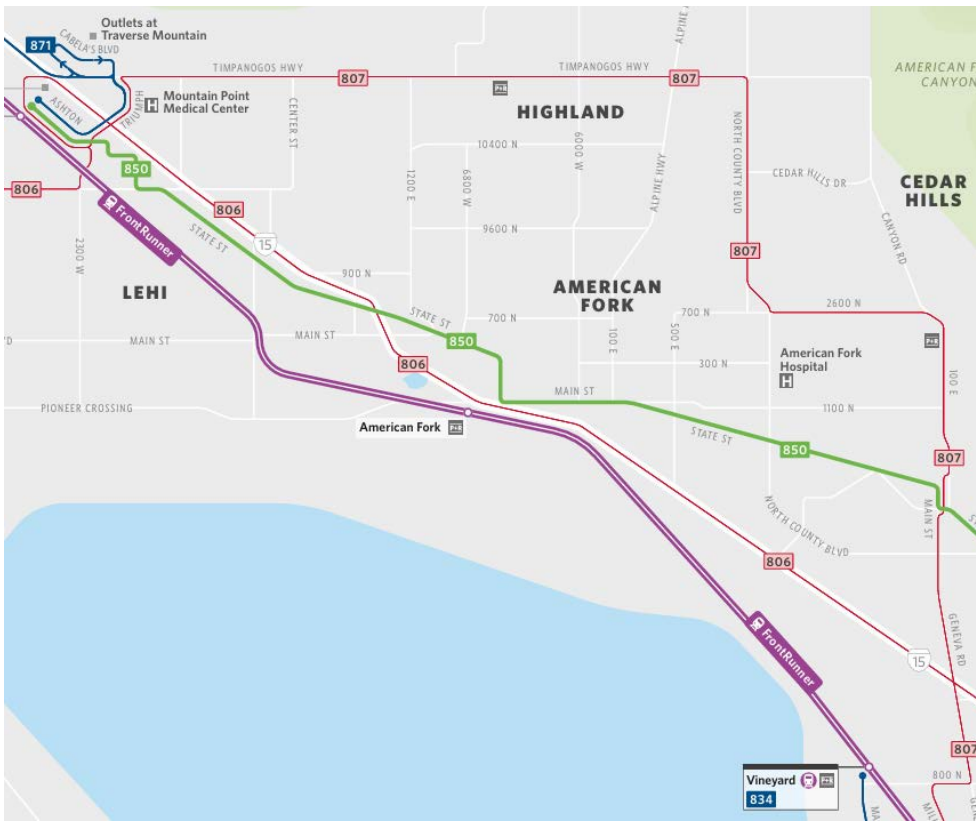 Outlets at
Traverse Mountain
871
CABELA'S BLVD
ALPINE HWY
TIMPANOGOS HWY
807
TIMPANOGOS HWY
807
AMERICAN F
CANYON
ASHTON
TRIUMPH
H
Mountain Point
Medical Center
CENTER ST
P+R
HIGHLAND
6000 W
NORTH COUNTY BLVD
10400 N
850
806
1200 E
6800 W
ALPINE HWY
CEDAR HILLS DR
CEDAR
HILLS
806
FrontRunner
STATE ST
15
9600 N
CANYON RD
2300 W
807
900 N
LEHI
AMERICAN
FORK
2600 N
STATE ST
700 N
700 N
MAIN ST
MAIN ST
850
100 E
500 E
P+R
806
300 N
American Fork
Hospital
H
100 E
MAIN ST
PIONEER CROSSING
1100 N
American Fork
P+R
STATE ST
850
807
MAIN ST
NORTH COUNTY BLVD
806
GENEVA RD
FrontRunner
15
807
Vineyard
P+R
834
800 N